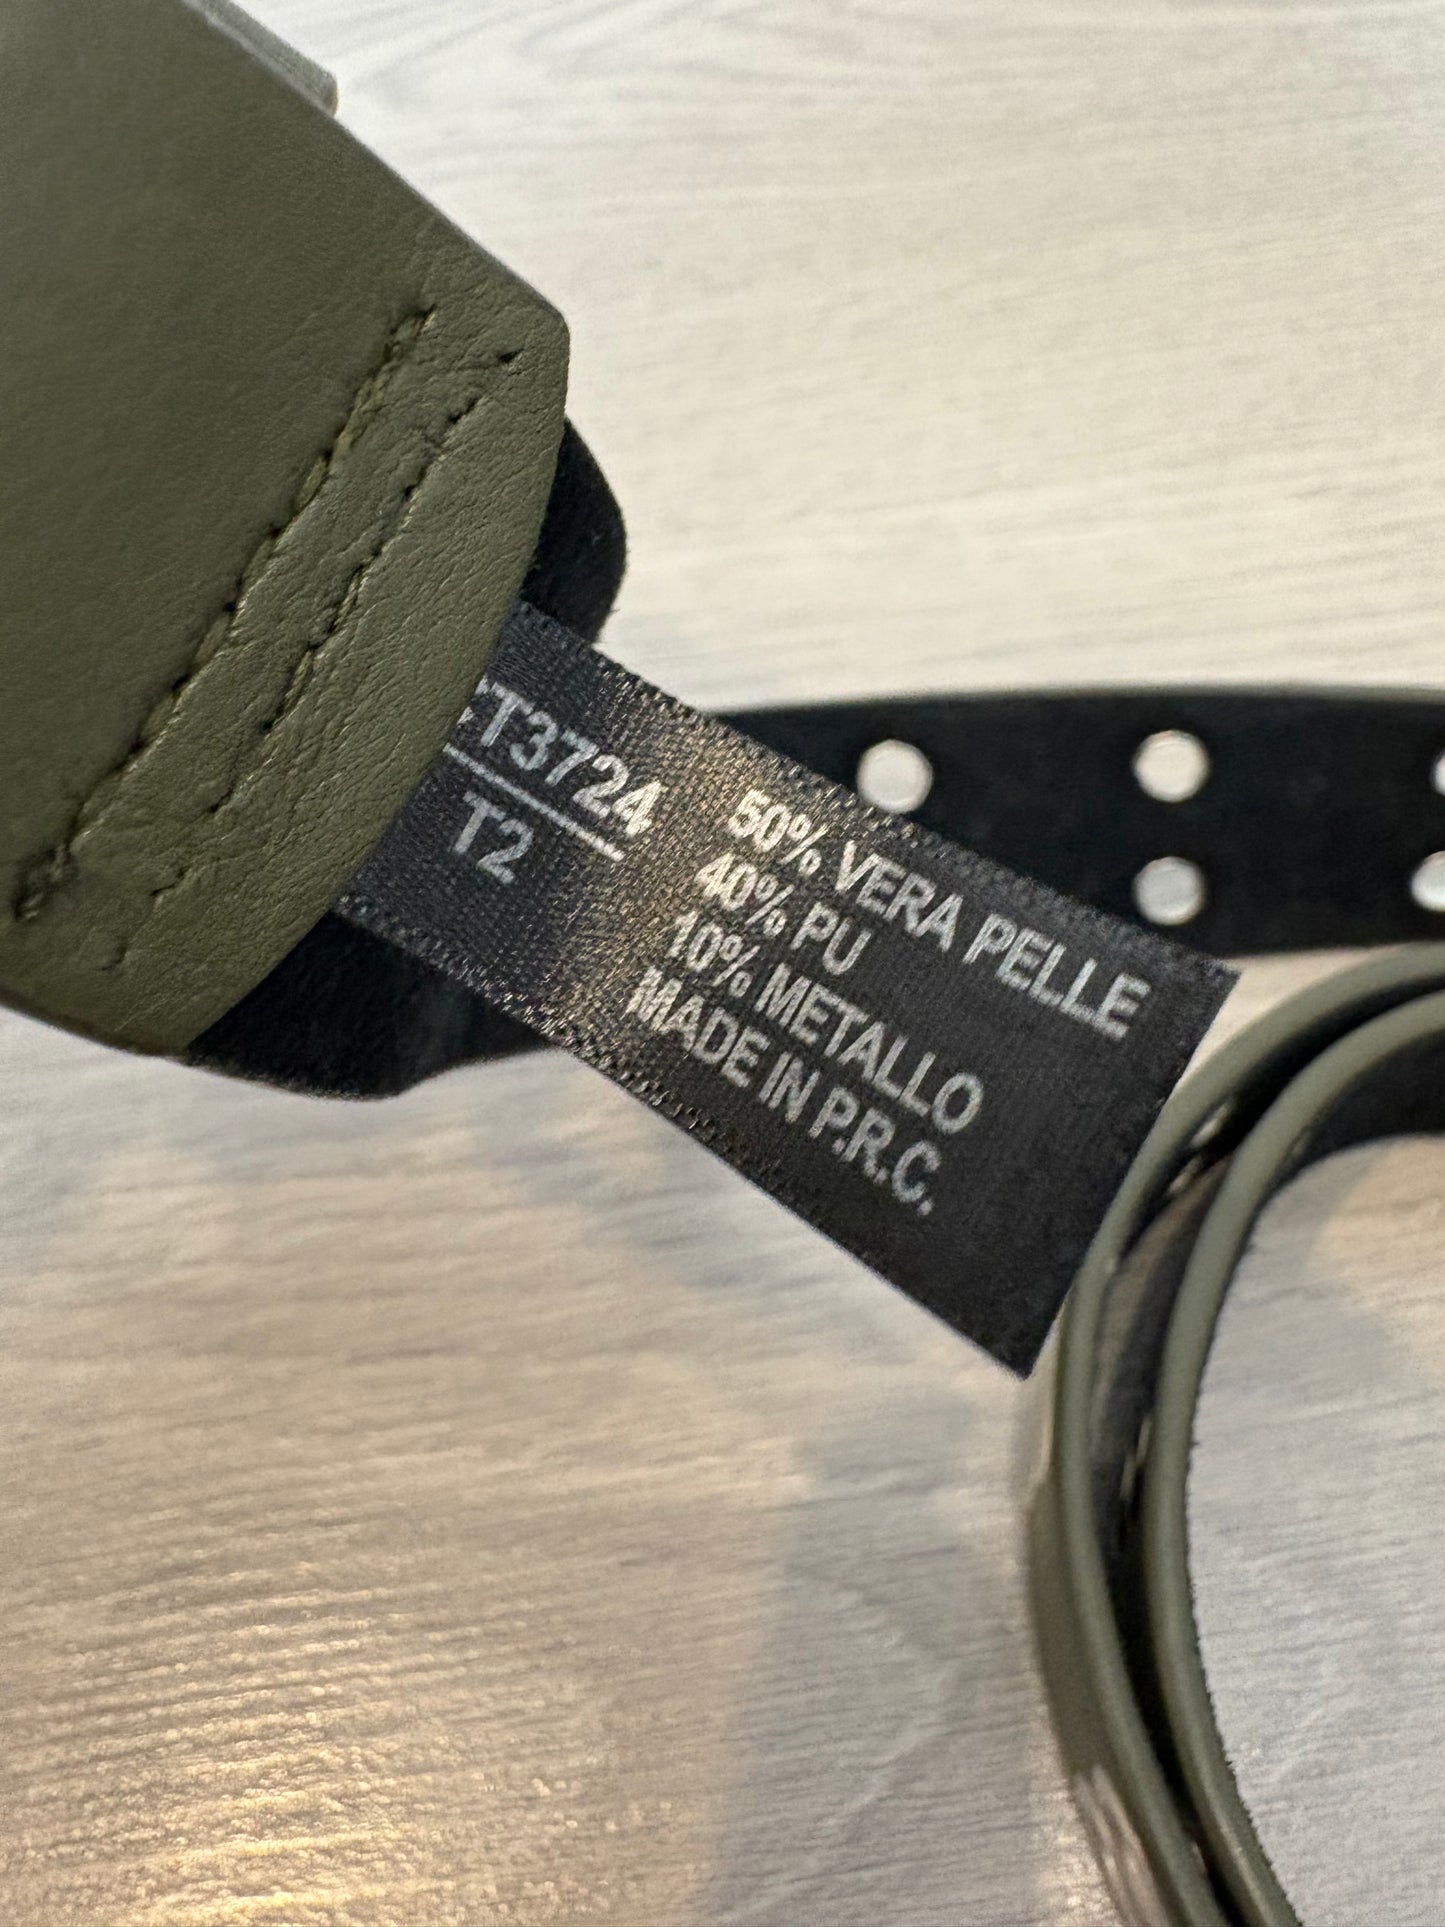 T3724
T2
50% VERA PELLE
40% PU
10% METALLO
MADE IN P.R.C.